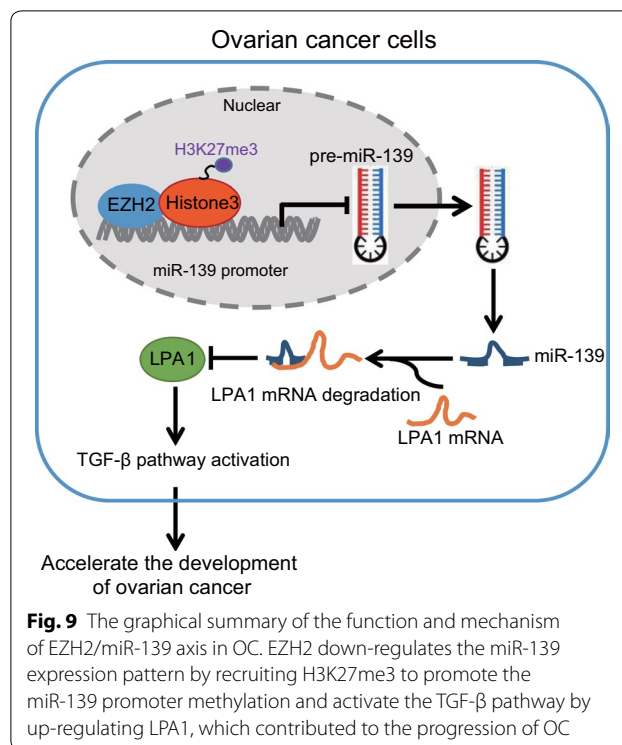 Ovarian cancer cells
Nuclear
H3K27me3
pre-miR-139
EZH2
Histone3
miR-139 promoter
LPA1
miR-139
LPA1 mRNA degradation
LPA1 mRNA
TGF-β pathway activation
Accelerate the development
of ovarian cancer
Fig. 9 The graphical summary of the function and mechanism
of EZH2/miR-139 axis in OC. EZH2 down-regulates the miR-139
expression pattern by recruiting H3K27me3 to promote the
miR-139 promoter methylation and activate the TGF-β pathway by
up-regulating LPA1, which contributed to the progression of OC